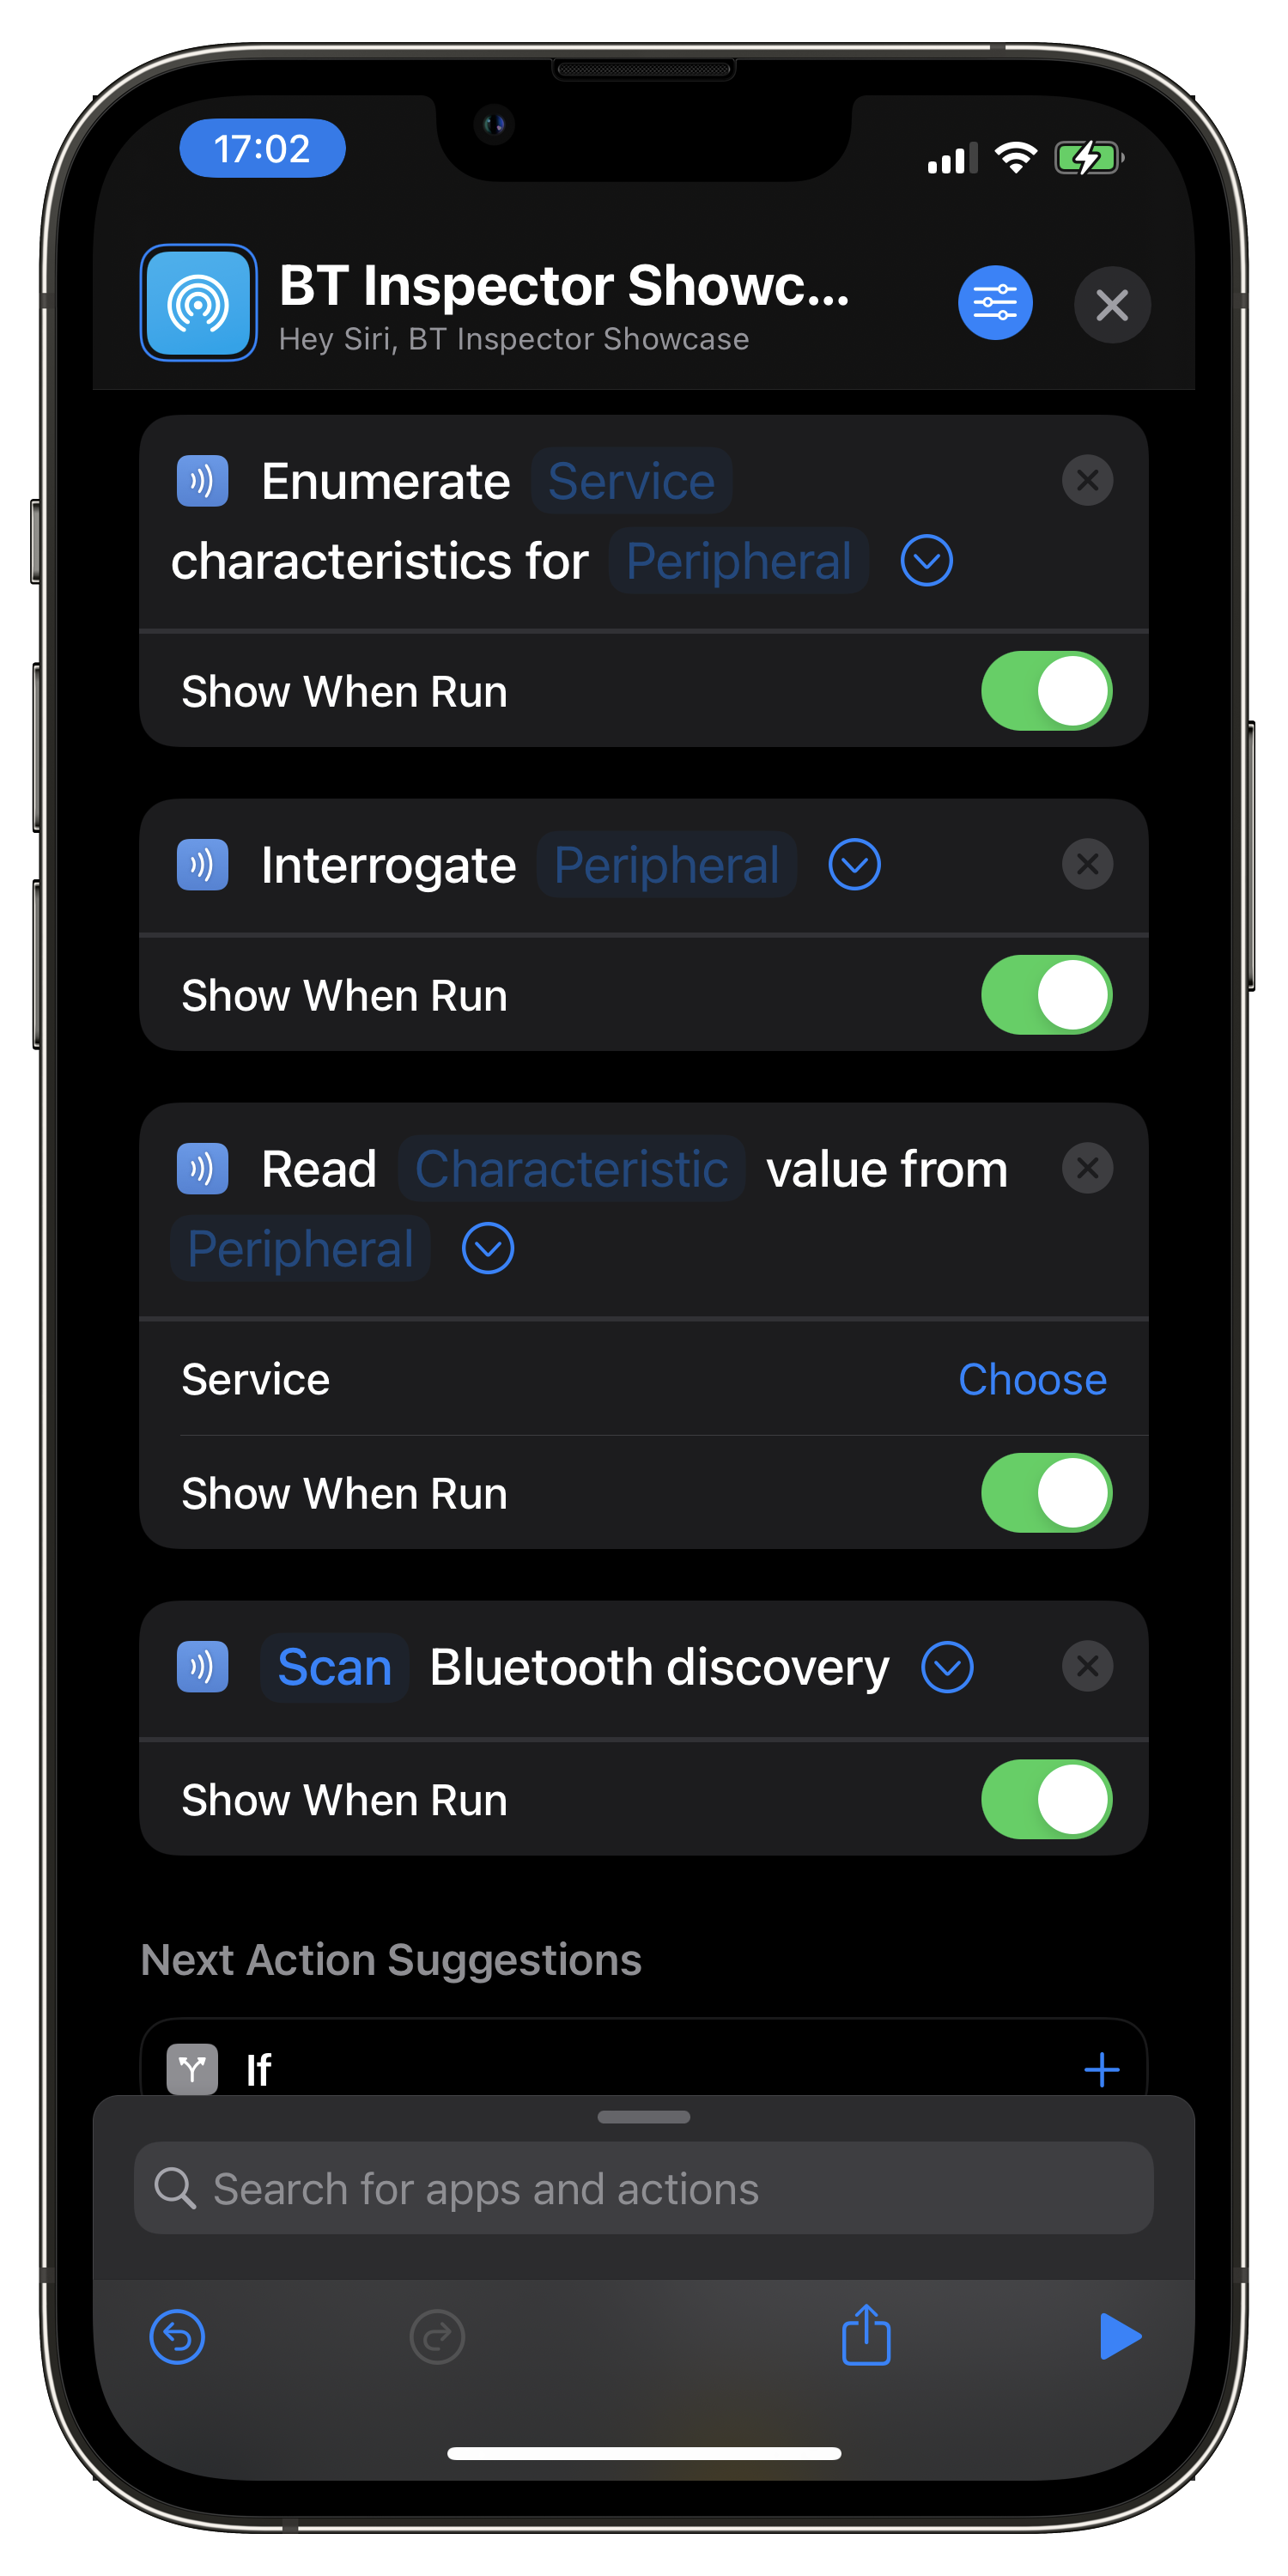 17:02
BT Inspector Showc...
Hey Siri, BT Inspector Showcase
Enumerate Service
characteristics for Peripheral
Show When Run
Interrogate Peripheral
Show When Run
Read Characteristic value from
Peripheral
Service Choose
Show When Run
Scan Bluetooth discovery
Show When Run
Next Action Suggestions
If
Search for apps and actions